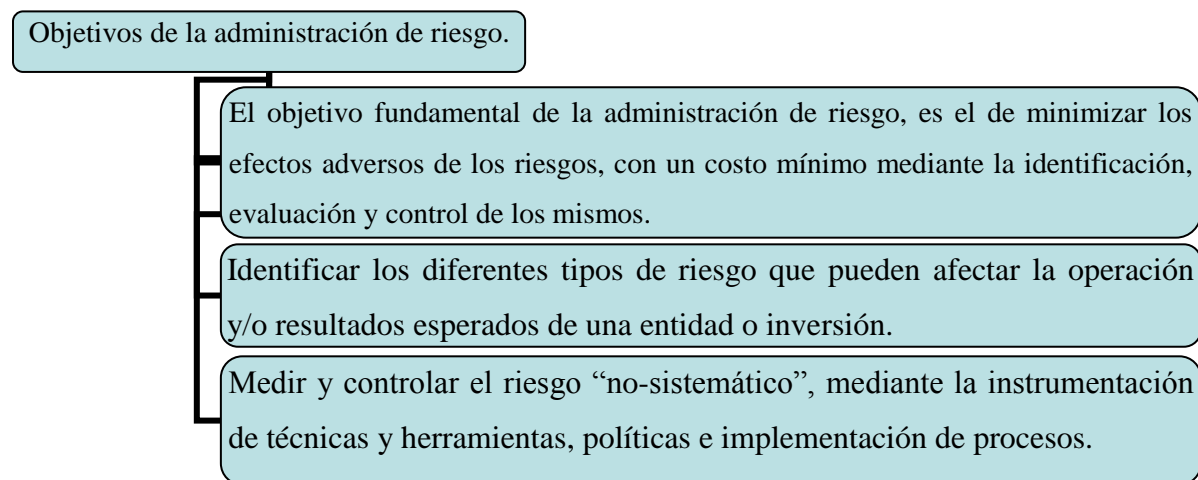 Objetivos de la administración de riesgo.
El objetivo fundamental de la administración de riesgo, es el de minimizar los
efectos adversos de los riesgos, con un costo mínimo mediante la identificación,
evaluación y control de los mismos.
Identificar los diferentes tipos de riesgo que pueden afectar la operación
y/o resultados esperados de una entidad o inversión.
Medir y controlar el riesgo “no-sistemático”, mediante la instrumentación
de técnicas y herramientas, políticas e implementación de procesos.